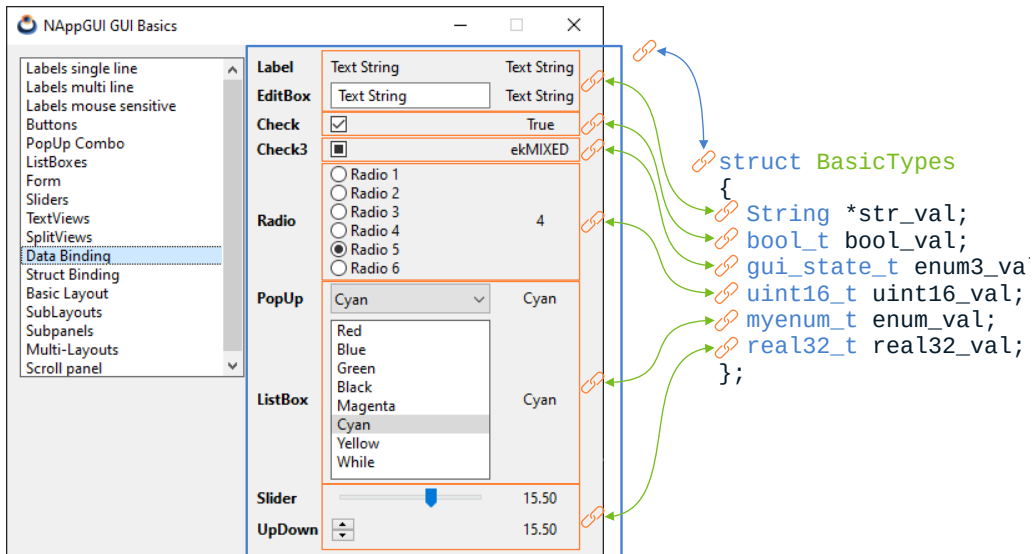 NAppGUI GUI Basics
Labels single line
Labels multi line
Labels mouse sensitive
Buttons
PopUp Combo
ListBoxes
Form
Sliders
TextViews
SplitViews
Data Binding
Struct Binding
Basic Layout
SubLayouts
Subpanels
Multi-Layouts
Scroll panel
Label Text String Text String
EditBox Text String Text String
Check True
Check3 ekMIXED
Radio 1
Radio 2
Radio 3
Radio 4
Radio 5
Radio 6
Radio 4
PopUp Cyan Cyan
Red
Blue
Green
Black
Magenta
Cyan
Yellow
While
ListBox Cyan
Slider 15.50
UpDown 15.50
struct BasicTypes
{
String *str_val;
bool_t bool_val;
gui_state_t enum3_va
uint16_t uint16_val;
myenum_t enum_val;
real32_t real32_val;
};